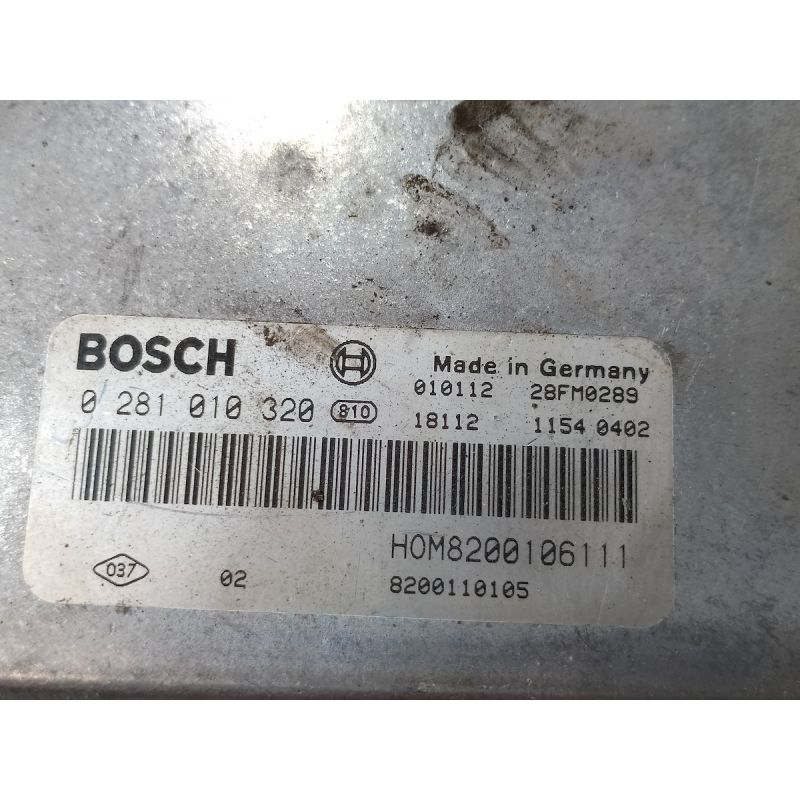 BOSCH
Made in Germany
010112 28FM0289
0 281 010 320 810
18112 1154 0402
HOM8200106111
037 02
8200110105